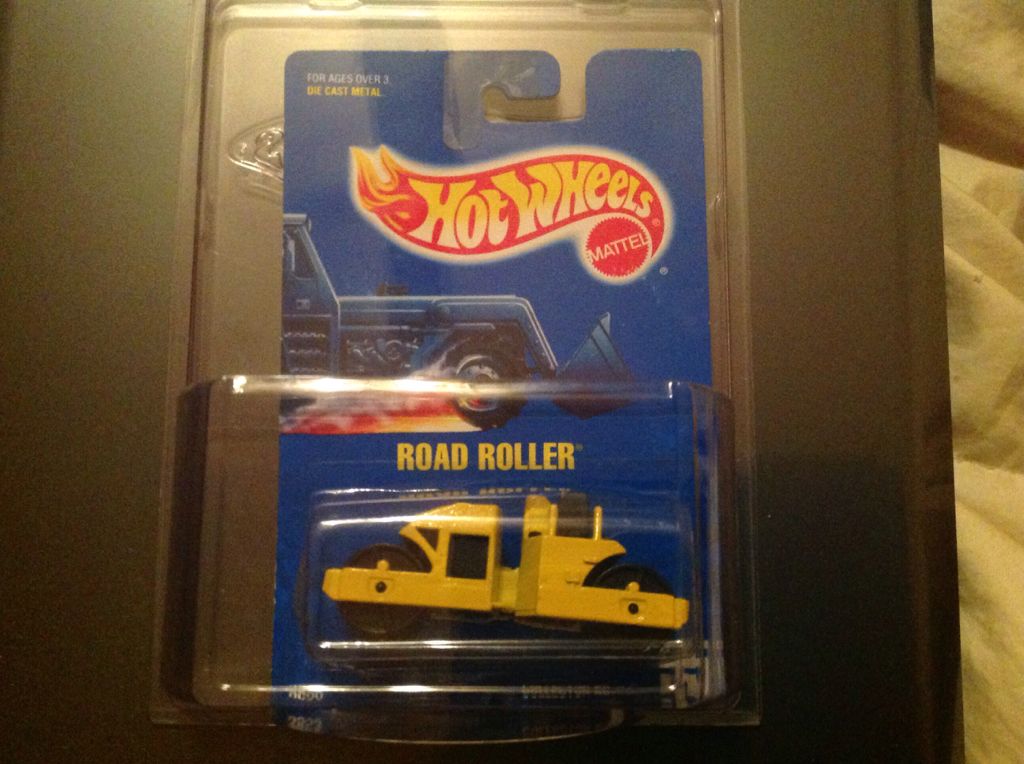 FOR AGES OVER 3
DIE CAST METAL
HOT WHEELS ®
MATTEL
®
ROAD ROLLER